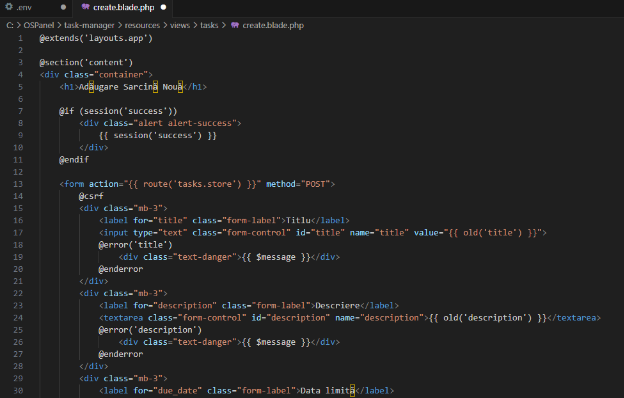 .env
create.blade.php
C: > OSPanel > task-manager > resources > views > tasks > create.blade.php
1 @extends('layouts.app')
2
3 @section('content')
4 <div class="container">
5 <h1>Adăugare Sarcină Nouă</h1>
6
7 @if (session('success'))
8 <div class="alert alert-success">
9 {{ session('success') }}
10 </div>
11 @endif
12
13 <form action="{{ route('tasks.store') }}" method="POST">
14 @csrf
15 <div class="mb-3">
16 <label for="title" class="form-label">Titlu</label>
17 <input type="text" class="form-control" id="title" name="title" value="{{ old('title') }}">
18 @error('title')
19 <div class="text-danger">{{ $message }}</div>
20 @enderror
21 </div>
22 <div class="mb-3">
23 <label for="description" class="form-label">Descriere</label>
24 <textarea class="form-control" id="description" name="description">{{ old('description') }}</textarea>
25 @error('description')
26 <div class="text-danger">{{ $message }}</div>
27 @enderror
28 </div>
29 <div class="mb-3">
30 <label for="due_date" class="form-label">Data limită</label>